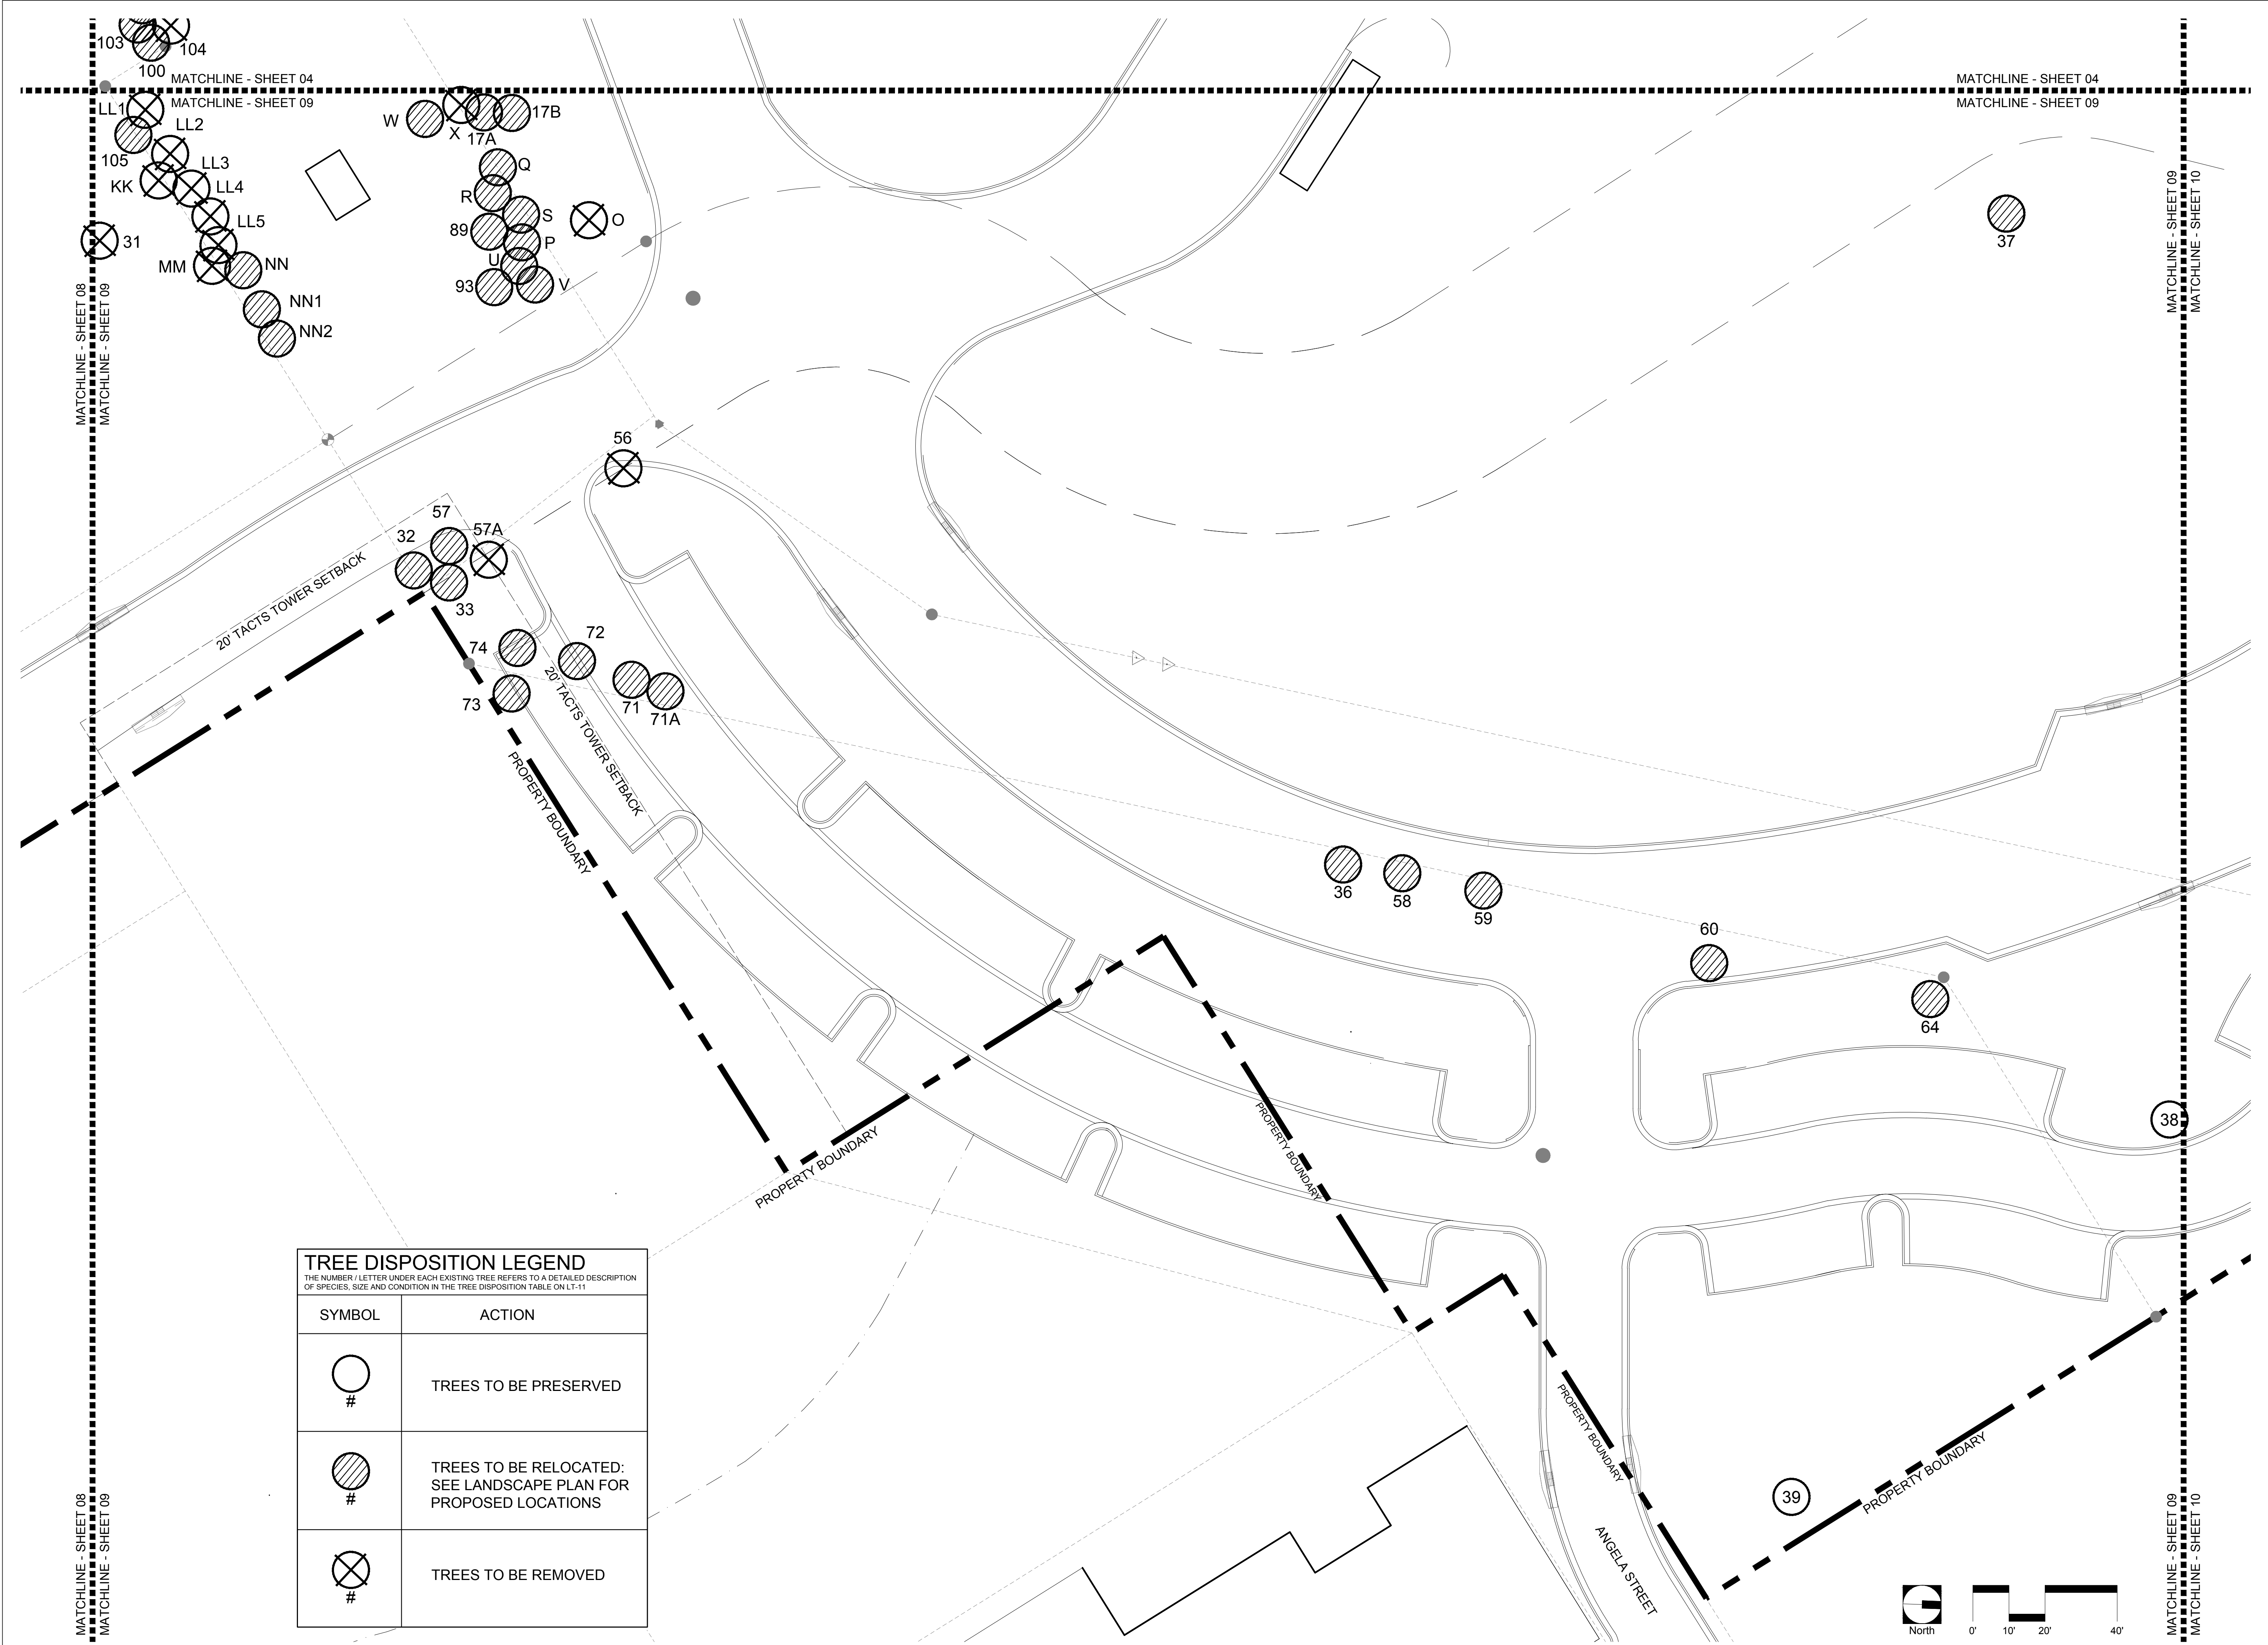 103
104
100
MATCHLINE - SHEET 04
MATCHLINE - SHEET 09
MATCHLINE - SHEET 04
MATCHLINE - SHEET 09
LL1
LL2
105
LL3
KK
LL4
LL5
31
MM
NN
NN1
NN2
W
X
17A
17B
Q
R
S
89
P
O
U
93
V
37
MATCHLINE - SHEET 08
MATCHLINE - SHEET 09
MATCHLINE - SHEET 09
MATCHLINE - SHEET 10
56
57
57A
32
33
20' TACTS TOWER SETBACK
74
72
73
71
71A
20' TACTS TOWER SETBACK
PROPERTY BOUNDARY
36
58
59
60
64
38
PROPERTY BOUNDARY
PROPERTY BOUNDARY
TREE DISPOSITION LEGEND
THE NUMBER / LETTER UNDER EACH EXISTING TREE REFERS TO A DETAILED DESCRIPTION
OF SPECIES, SIZE AND CONDITION IN THE TREE DISPOSITION TABLE ON LT-11
SYMBOL
ACTION
#
TREES TO BE PRESERVED
#
TREES TO BE RELOCATED:
SEE LANDSCAPE PLAN FOR
PROPOSED LOCATIONS
#
TREES TO BE REMOVED
PROPERTY BOUNDARY
PROPERTY BOUNDARY
39
ANGELA STREET
MATCHLINE - SHEET 08
MATCHLINE - SHEET 09
MATCHLINE - SHEET 09
MATCHLINE - SHEET 10
North
0'
10'
20'
40'